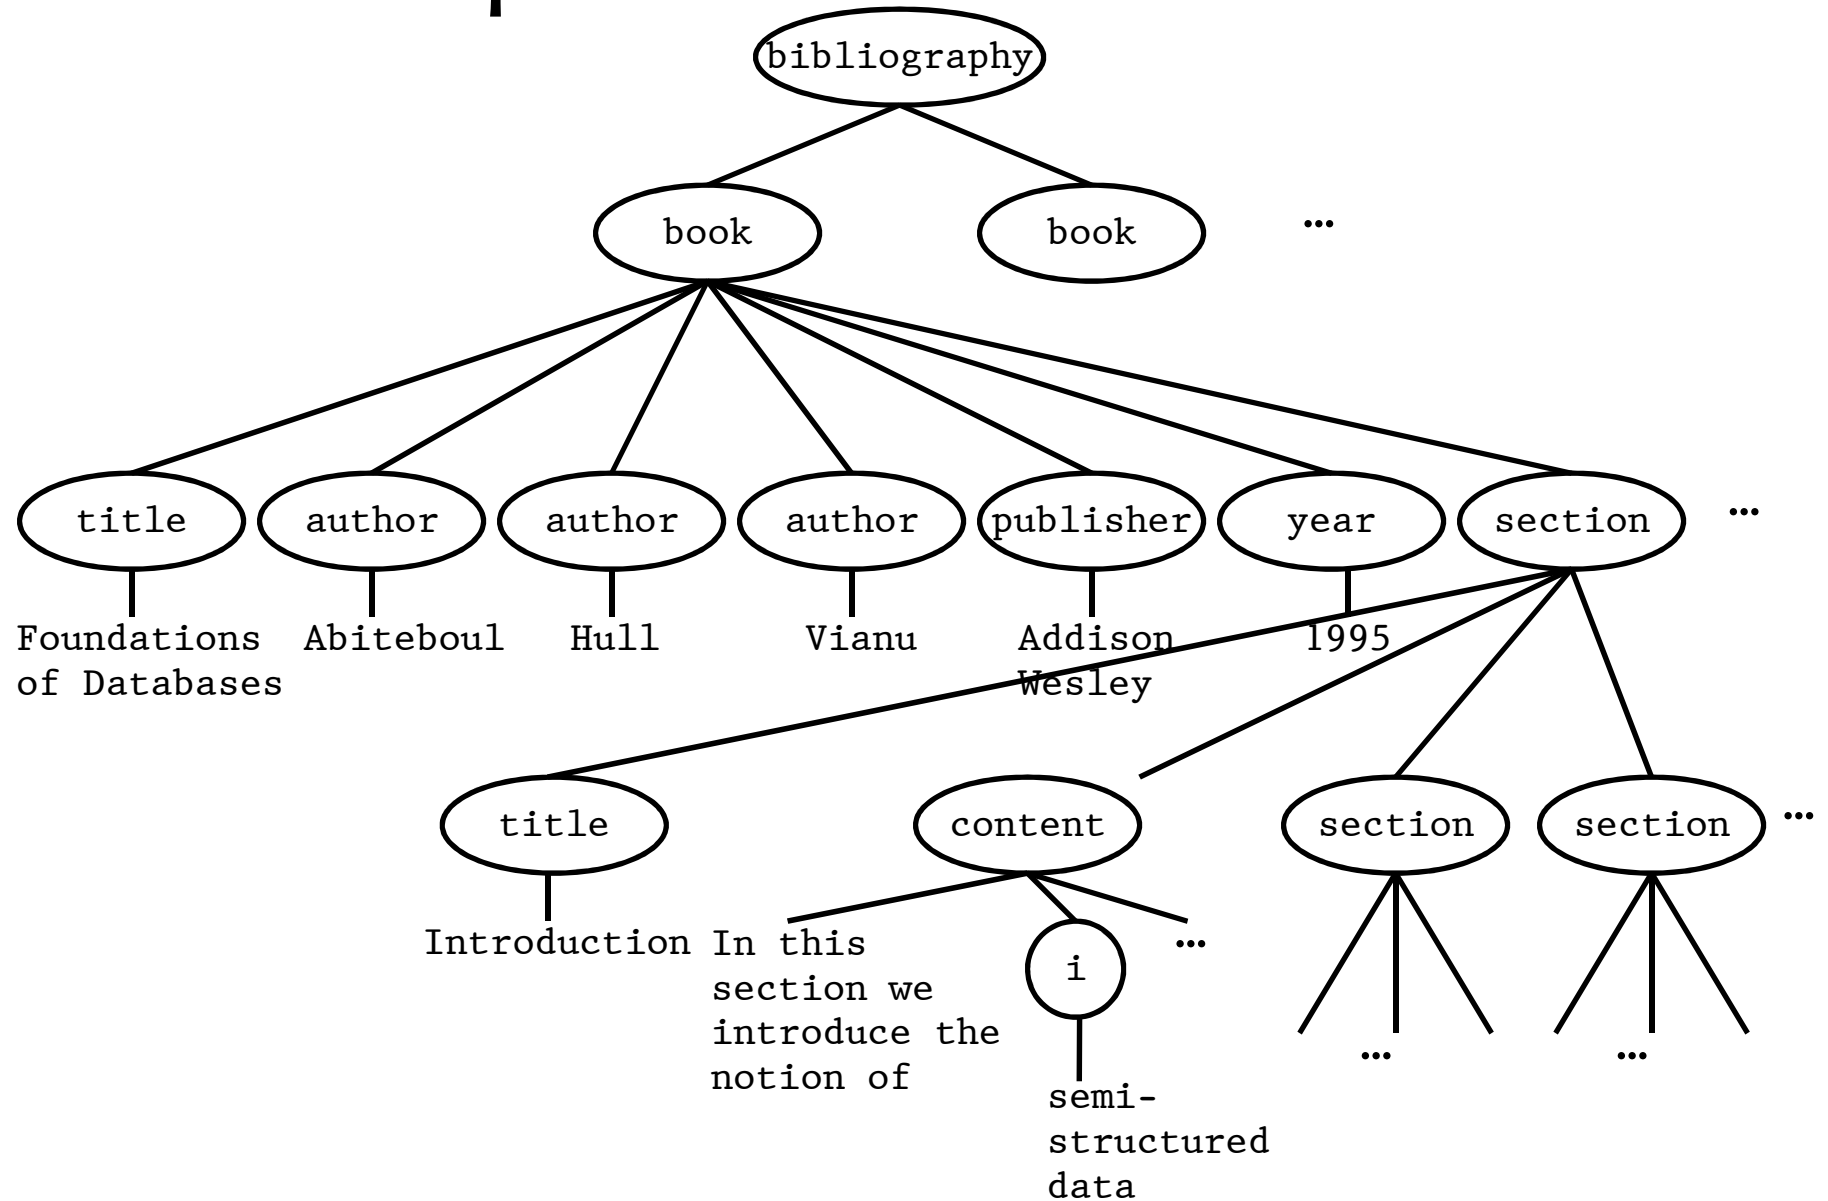 bibliography
book
book
...
title
author
author
author
publisher
year
section
...
Foundations
of Databases
Abiteboul
Hull
Vianu
Addison
Wesley
1995
title
content
section
section
...
Introduction
In this
section we
introduce the
notion of
i
...
semi-
structured
data
...
...